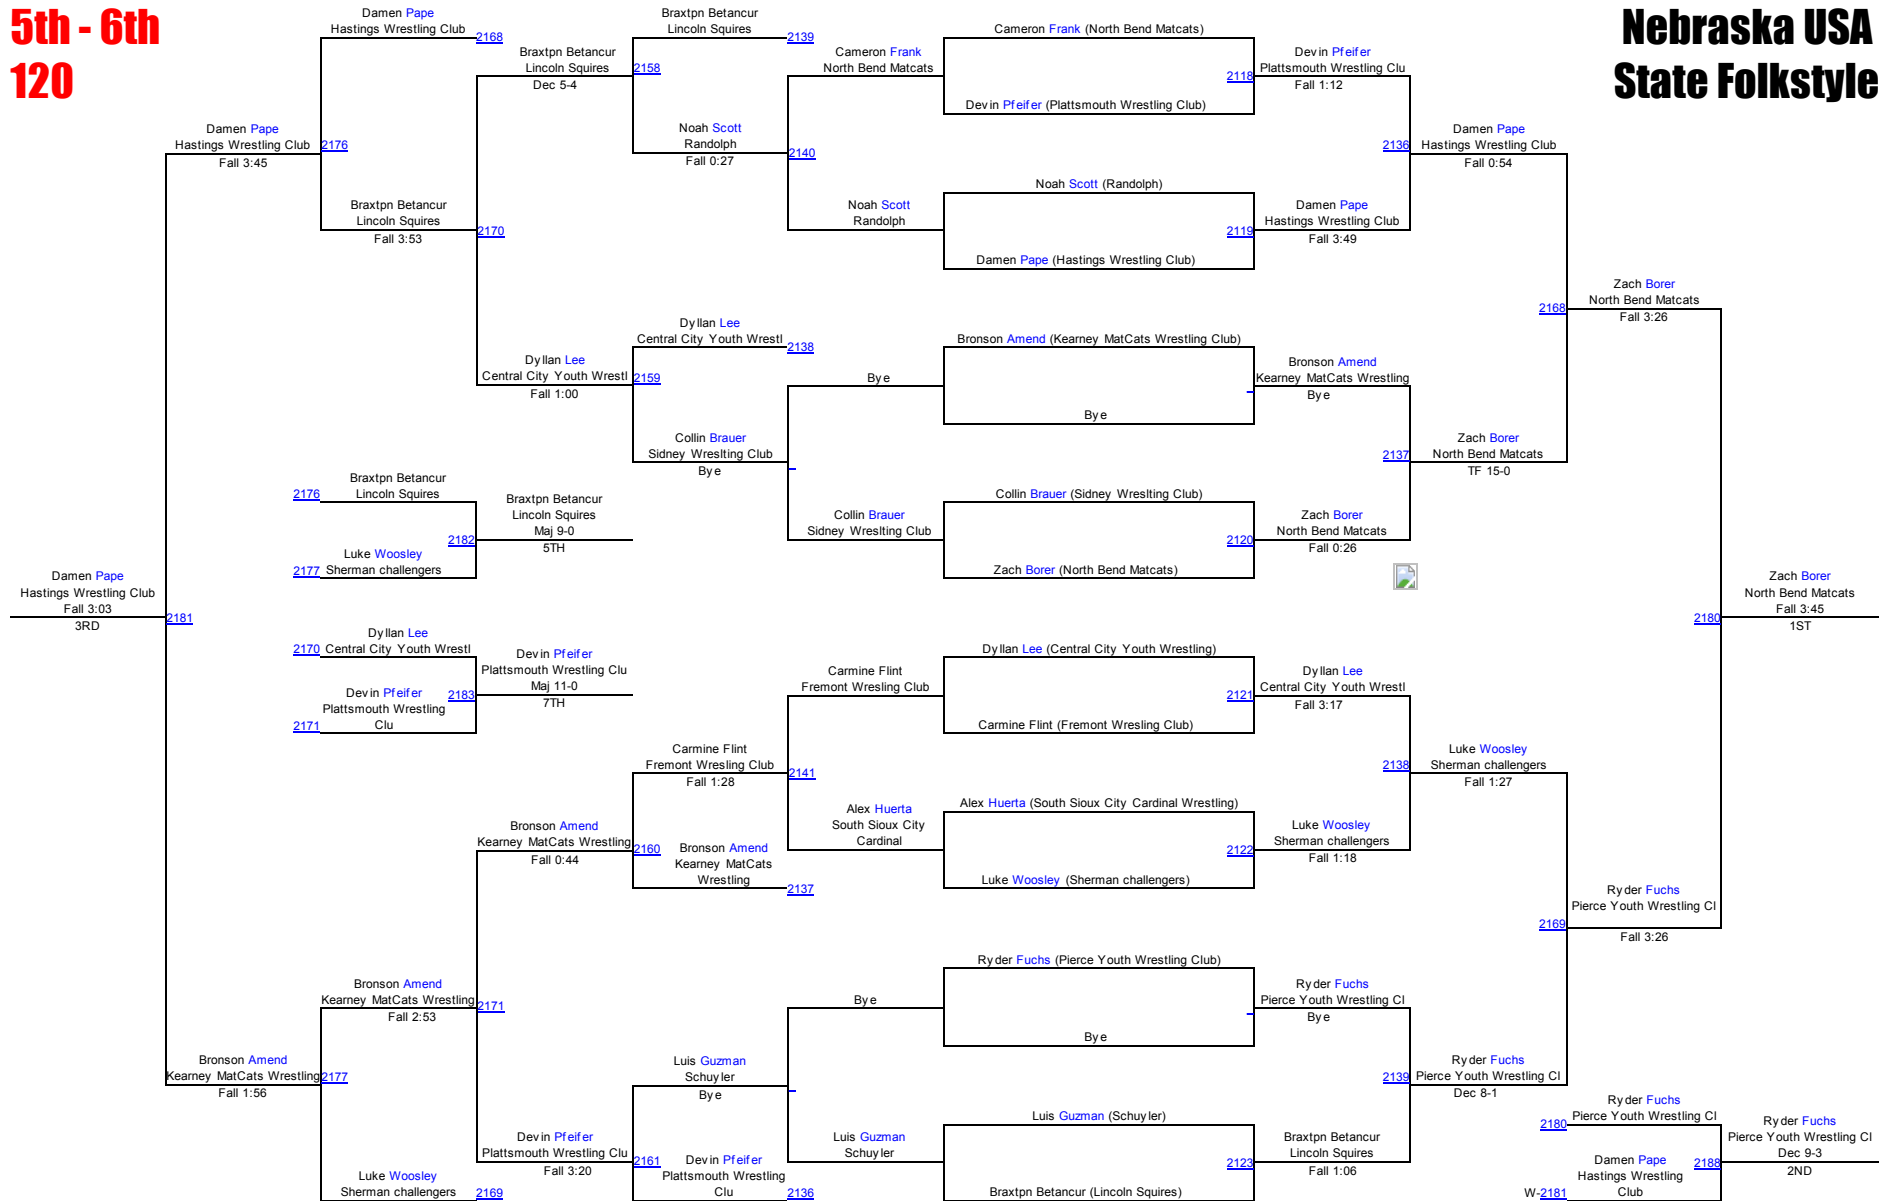 5th - 6th
120
Nebraska USA
State Folkstyle
Damen Pape
Hastings Wrestling Club
2168
Damen Pape
Hastings Wrestling Club
Fall 3:45
2176
Braxtpn Betancur
Lincoln Squires
Fall 3:53
2170
Braxtpn Betancur
Lincoln Squires
Dec 5-4
2158
Braxtpn Betancur
Lincoln Squires
2139
Noah Scott
Randolph
Fall 0:27
2140
Cameron Frank
North Bend Matcats
Noah Scott
Randolph
Cameron Frank (North Bend Matcats)
2118
Devin Pfeifer (Plattsmouth Wrestling Club)
Noah Scott (Randolph)
2119
Damen Pape (Hastings Wrestling Club)
Devin Pfeifer
Plattsmouth Wrestling Clu
Fall 1:12
2136
Damen Pape
Hastings Wrestling Club
Fall 3:49
Damen Pape
Hastings Wrestling Club
Fall 0:54
2168
Zach Borer
North Bend Matcats
Fall 3:26
Dyllan Lee
Central City Youth Wrestl
Fall 1:00
2159
Dyllan Lee
Central City Youth Wrestl
2138
Collin Brauer
Sidney Wreslting Club
Bye
Bye
Collin Brauer
Sidney Wreslting Club
Bronson Amend (Kearney MatCats Wrestling Club)
Bye
Collin Brauer (Sidney Wreslting Club)
2120
Zach Borer (North Bend Matcats)
Bronson Amend
Kearney MatCats Wrestling
Bye
2137
Zach Borer
North Bend Matcats
Fall 0:26
Zach Borer
North Bend Matcats
TF 15-0
2176
Braxtpn Betancur
Lincoln Squires
2182
2177
Luke Woosley
Sherman challengers
Braxtpn Betancur
Lincoln Squires
Maj 9-0
5TH
Damen Pape
Hastings Wrestling Club
Fall 3:03
3RD
2181
2180
Zach Borer
North Bend Matcats
Fall 3:45
1ST
2170
Dyllan Lee
Central City Youth Wrestl
2183
2171
Devin Pfeifer
Plattsmouth Wrestling
Clu
Devin Pfeifer
Plattsmouth Wrestling Clu
Maj 11-0
7TH
Carmine Flint
Fremont Wresling Club
Fall 1:28
2141
Carmine Flint
Fremont Wresling Club
Alex Huerta
South Sioux City
Cardinal
Dyllan Lee (Central City Youth Wrestling)
2121
Carmine Flint (Fremont Wresling Club)
Alex Huerta (South Sioux City Cardinal Wrestling)
2122
Luke Woosley (Sherman challengers)
Dyllan Lee
Central City Youth Wrestl
Fall 3:17
2138
Luke Woosley
Sherman challengers
Fall 1:18
Luke Woosley
Sherman challengers
Fall 1:27
2169
Ryder Fuchs
Pierce Youth Wrestling Cl
Fall 3:26
Bronson Amend
Kearney MatCats Wrestling
Fall 0:44
2160
Bronson Amend
Kearney MatCats
Wrestling
2137
Bronson Amend
Kearney MatCats Wrestling
Fall 2:53
2171
Bronson Amend
Kearney MatCats Wrestling
Fall 1:56
2177
Luke Woosley
Sherman challengers
2169
Devin Pfeifer
Plattsmouth Wrestling Clu
Fall 3:20
2161
Luis Guzman
Schuyler
Bye
Devin Pfeifer
Plattsmouth Wrestling
Clu
2136
Bye
Luis Guzman
Schuyler
Ryder Fuchs (Pierce Youth Wrestling Club)
Bye
Luis Guzman (Schuyler)
2123
Braxtpn Betancur (Lincoln Squires)
Ryder Fuchs
Pierce Youth Wrestling Cl
Bye
2139
Braxtpn Betancur
Lincoln Squires
Fall 1:06
Ryder Fuchs
Pierce Youth Wrestling Cl
Dec 8-1
2180
Ryder Fuchs
Pierce Youth Wrestling Cl
2188
W-2181
Damen Pape
Hastings Wrestling
Club
Ryder Fuchs
Pierce Youth Wrestling Cl
Dec 9-3
2ND